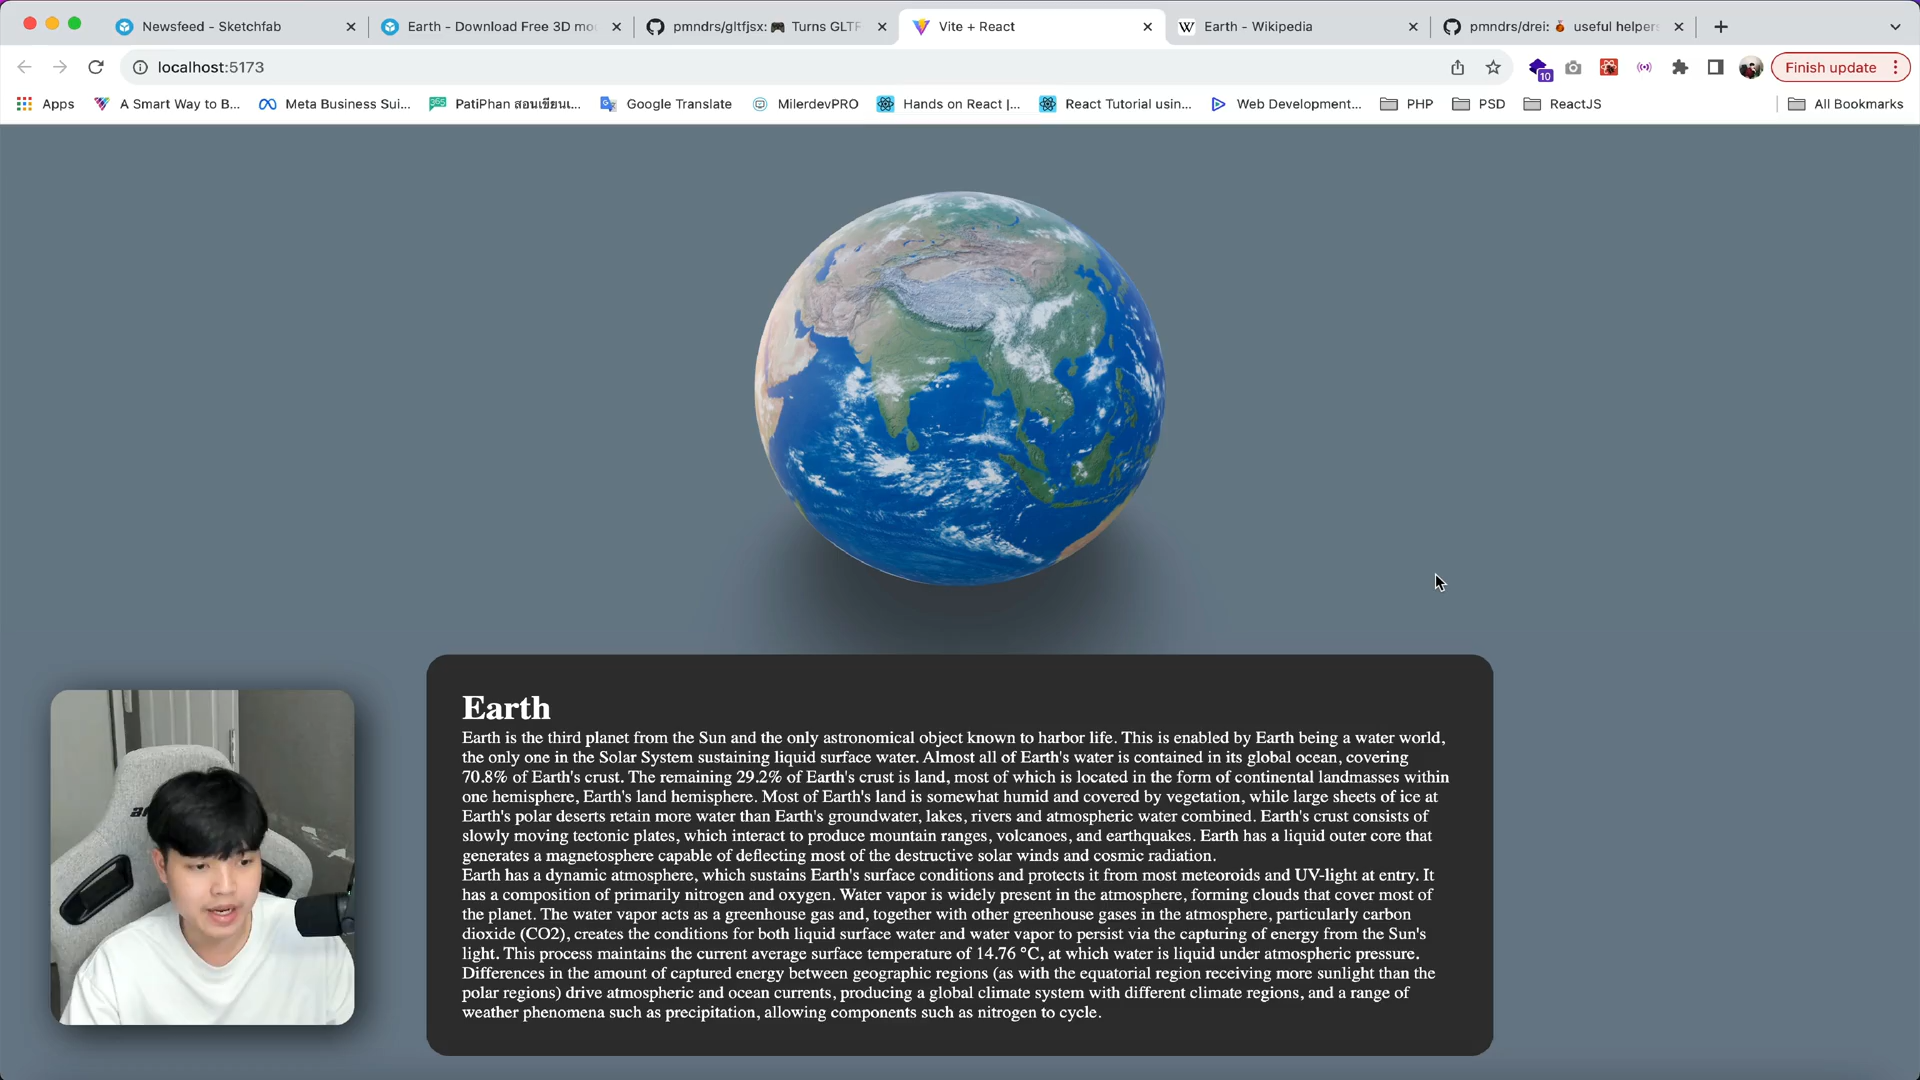 Newsfeed - Sketchfab
Earth - Download Free 3D mo
pmndrs/gltfjsx: 🎮 Turns GLTF
Vite + React
Earth - Wikipedia
pmndrs/drei: 🥉 useful helpers
localhost:5173
10
Finish update
Apps
A Smart Way to B...
Meta Business Sui...
PatiPhan สอนเขียน...
Google Translate
MilerdevPRO
Hands on React |...
React Tutorial usin...
Web Development...
PHP
PSD
ReactJS
All Bookmarks
Earth
Earth is the third planet from the Sun and the only astronomical object known to harbor life. This is enabled by Earth being a water world,
the only one in the Solar System sustaining liquid surface water. Almost all of Earth's water is contained in its global ocean, covering
70.8% of Earth's crust. The remaining 29.2% of Earth's crust is land, most of which is located in the form of continental landmasses within
one hemisphere, Earth's land hemisphere. Most of Earth's land is somewhat humid and covered by vegetation, while large sheets of ice at
Earth's polar deserts retain more water than Earth's groundwater, lakes, rivers and atmospheric water combined. Earth's crust consists of
slowly moving tectonic plates, which interact to produce mountain ranges, volcanoes, and earthquakes. Earth has a liquid outer core that
generates a magnetosphere capable of deflecting most of the destructive solar winds and cosmic radiation.
Earth has a dynamic atmosphere, which sustains Earth's surface conditions and protects it from most meteoroids and UV-light at entry. It
has a composition of primarily nitrogen and oxygen. Water vapor is widely present in the atmosphere, forming clouds that cover most of
the planet. The water vapor acts as a greenhouse gas and, together with other greenhouse gases in the atmosphere, particularly carbon
dioxide (CO2), creates the conditions for both liquid surface water and water vapor to persist via the capturing of energy from the Sun's
light. This process maintains the current average surface temperature of 14.76 °C, at which water is liquid under atmospheric pressure.
Differences in the amount of captured energy between geographic regions (as with the equatorial region receiving more sunlight than the
polar regions) drive atmospheric and ocean currents, producing a global climate system with different climate regions, and a range of
weather phenomena such as precipitation, allowing components such as nitrogen to cycle.